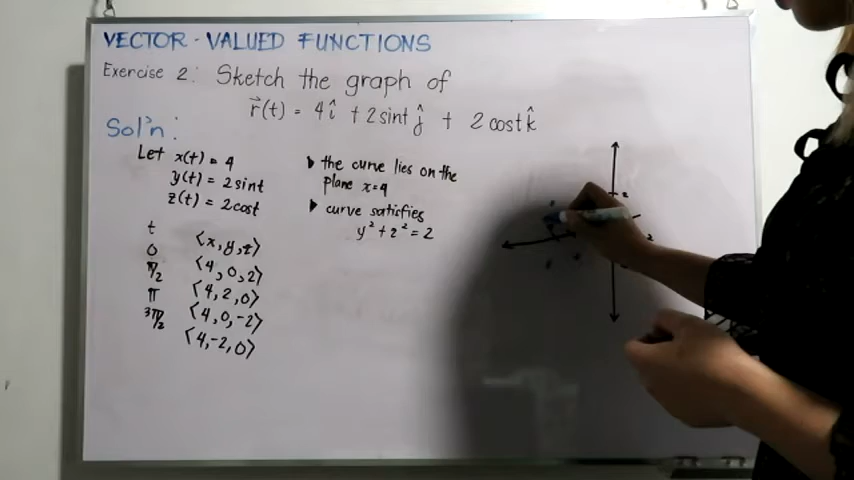 VECTOR-VALUED FUNCTIONS
Exercise 2: Sketch the graph of
r⃗(t) = 4î + 2sint ĵ + 2cost k̂
Sol'n:
Let x(t) = 4
y(t) = 2sint
z(t) = 2cost
t
⟨x,y,z⟩
0
⟨4,0,2⟩
π/2
⟨4,2,0⟩
π
⟨4,0,-2⟩
3π/2
⟨4,-2,0⟩
the curve lies on the
plane x=4
curve satisfies
y² + z² = 2
2
2